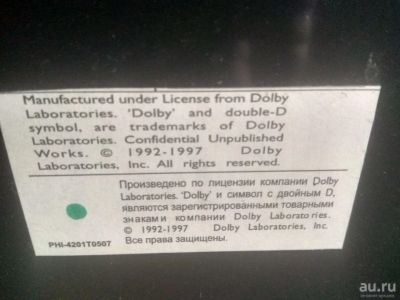 Manufactured under License from Dolby
Laboratories. 'Dolby' and double-D
symbol, are trademarks of Dolby
Laboratories. Confidential Unpublished
Works. © 1992-1997 Dolby
Laboratories, Inc. All rights reserved.
Произведено по лицензии компании Dolby
Laboratories. 'Dolby' и символ с двойным D,
являются зарегистрированными товарными
знаками компании Dolby Laboratories.
© 1992-1997 Dolby Laboratories, Inc.
Все права защищены.
PHI-4201T0507
au.ru